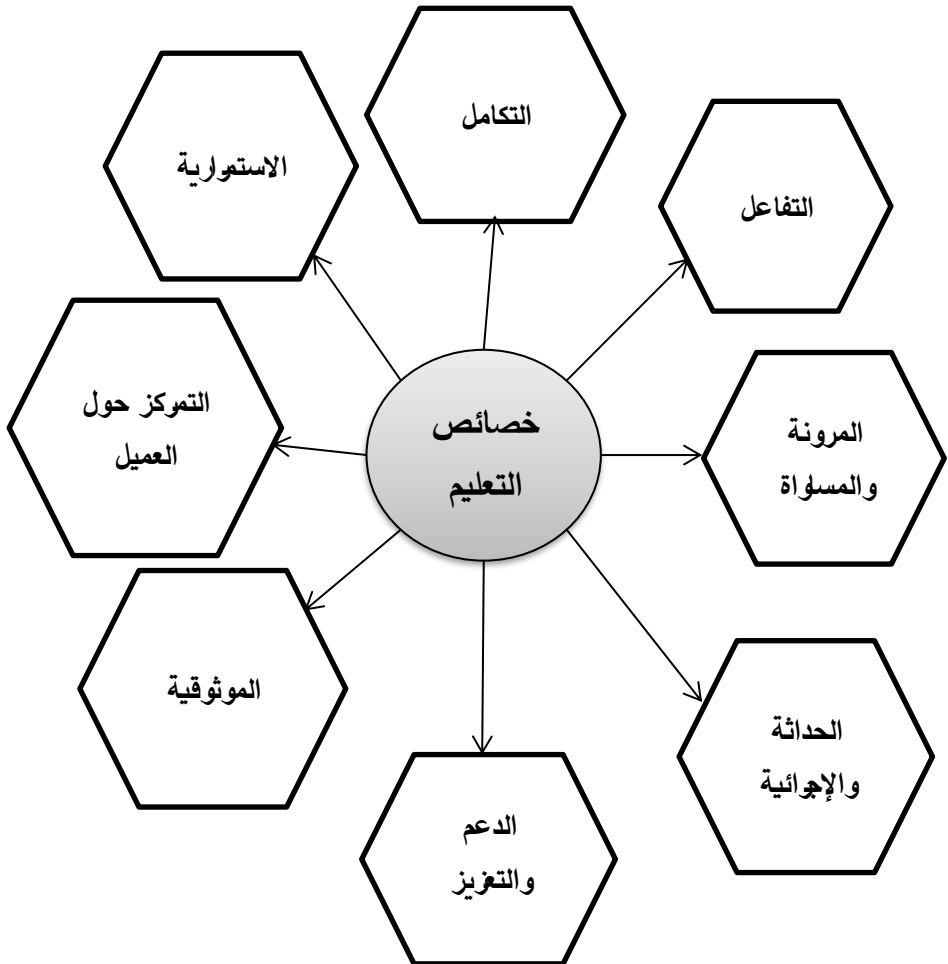 التكامل
الاستمرارية
التفاعل
خصائص
التعليم
التمركز حول
العميل
المرونة
والمساواة
الموثوقية
الحداثة
والإجرائية
الدعم
والتعزيز